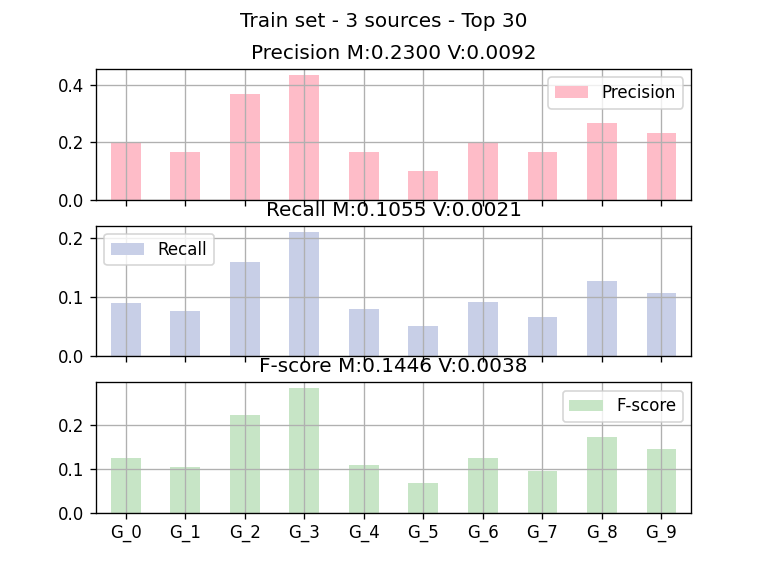 Train set - 3 sources - Top 30
Precision M:0.2300 V:0.0092
0.4
0.2
0.0
Precision
Recall M:0.1055 V:0.0021
0.2
0.1
0.0
Recall
F-score M:0.1446 V:0.0038
0.2
0.1
0.0
F-score
G_0 G_1 G_2 G_3 G_4 G_5 G_6 G_7 G_8 G_9